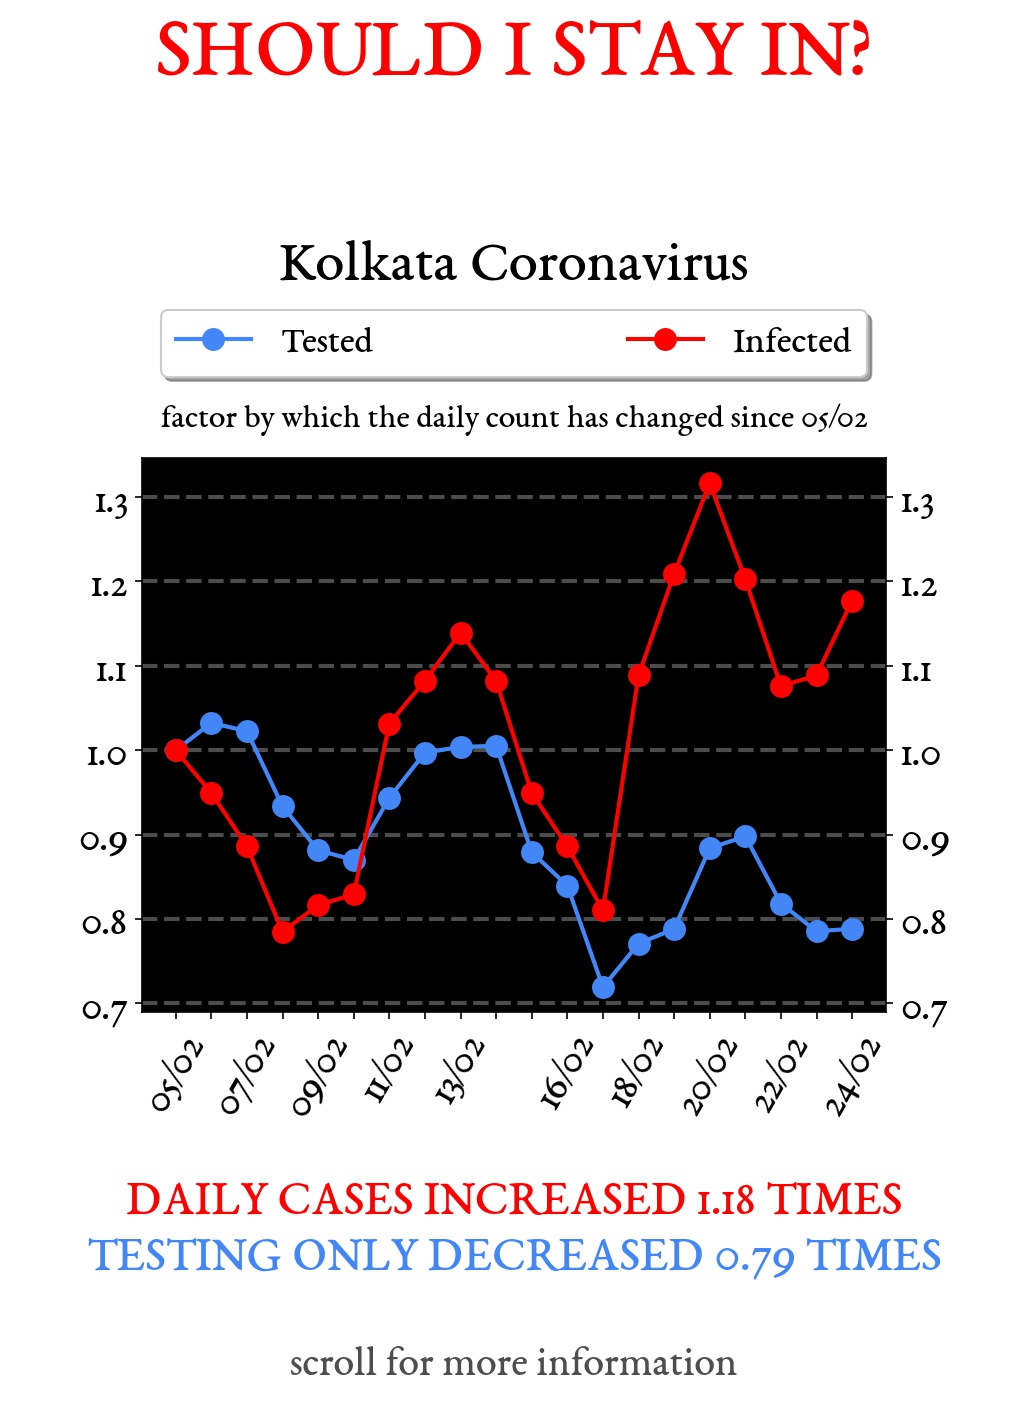 SHOULD I STAY IN?
Kolkata Coronavirus
Tested Infected
factor by which the daily count has changed since 05/02
1.3 1.3
1.2 1.2
1.1 1.1
1.0 1.0
0.9 0.9
0.8 0.8
0.7 0.7
05/02 07/02 09/02 11/02 13/02 16/02 18/02 20/02 22/02 24/02
DAILY CASES INCREASED 1.18 TIMES
TESTING ONLY DECREASED 0.79 TIMES
scroll for more information